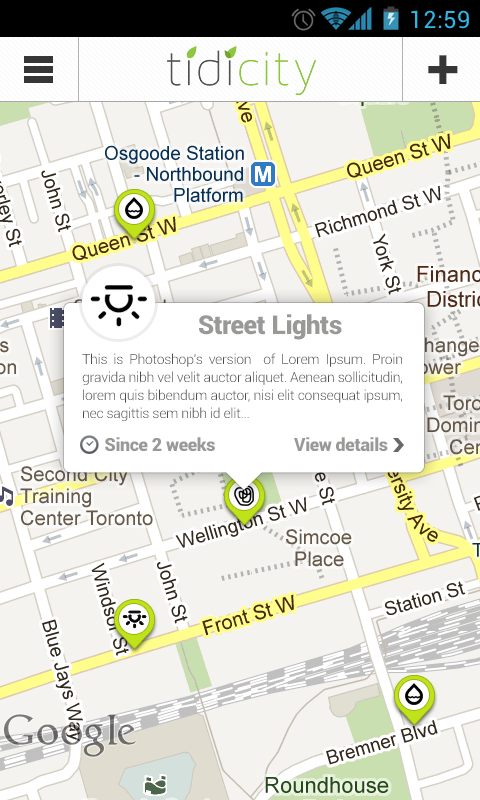 12:59
tidicity
Ave
Osgoode Station
- Northbound
Platform
M
Queen St W
John St
Richmond St W
Queen St W
York St
Financ
Distric
Street Lights
This is Photoshop's version of Lorem Ipsum. Proin
gravida nibh vel velit auctor aliquet. Aenean sollicitudin,
lorem quis bibendum auctor, nisi elit consequat ipsum,
nec sagittis sem nibh id elit...
Since 2 weeks
View details
hange
ower
Toro
Domin
Cen
Second City
Training
Center Toronto
e St
ersity Ave
Wellington St W
Simcoe
Place
Windsor St
John St
Front St W
Station St
Blue Jays Way
Google
Bremner Blvd
Roundhouse